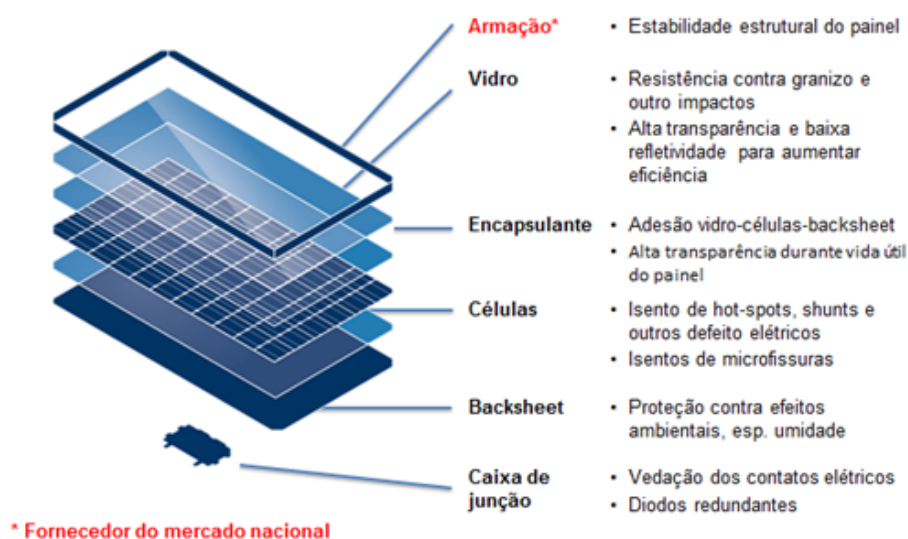 Armação*
• Estabilidade estrutural do painel
Vidro
• Resistência contra granizo e
outro impactos
• Alta transparência e baixa
refletividade para aumentar
eficiência
Encapsulante
• Adesão vidro-células-backsheet
• Alta transparência durante vida útil
do painel
Células
• Isento de hot-spots, shunts e
outros defeito elétricos
• Isentos de microfissuras
Backsheet
• Proteção contra efeitos
ambientais, esp. umidade
Caixa de
junção
• Vedação dos contatos elétricos
• Diodos redundantes
* Fornecedor do mercado nacional